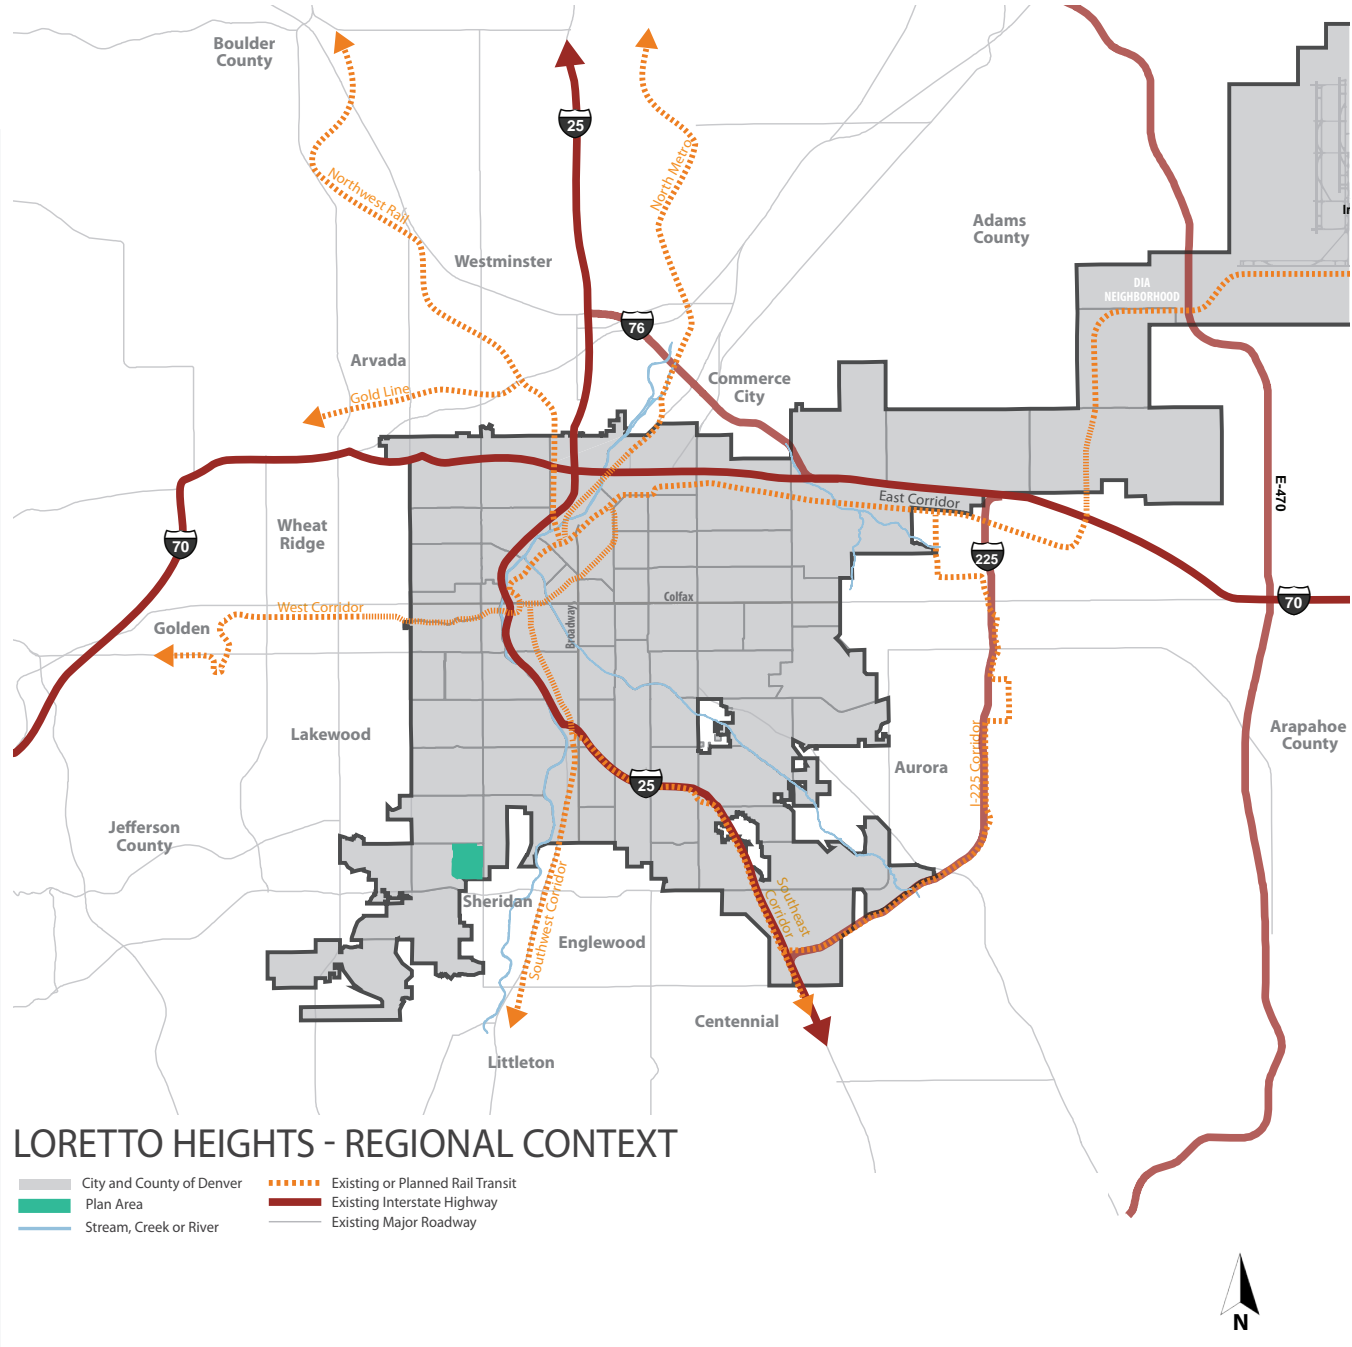 Boulder
County
25
North Metro
Northwest Rail
Adams
County
Westminster
DIA
NEIGHBORHOOD
76
Arvada
Gold Line
Commerce
City
East Corridor
E-470
Wheat
Ridge
70
225
Colfax
70
West Corridor
Golden
Broadway
Lakewood
Arapahoe
County
Aurora
I-225 Corridor
25
Jefferson
County
Sheridan
Southwest Corridor
Southeast
Corridor
Englewood
Centennial
Littleton
LORETTO HEIGHTS - REGIONAL CONTEXT
City and County of Denver
Existing or Planned Rail Transit
Plan Area
Existing Interstate Highway
Stream, Creek or River
Existing Major Roadway
N